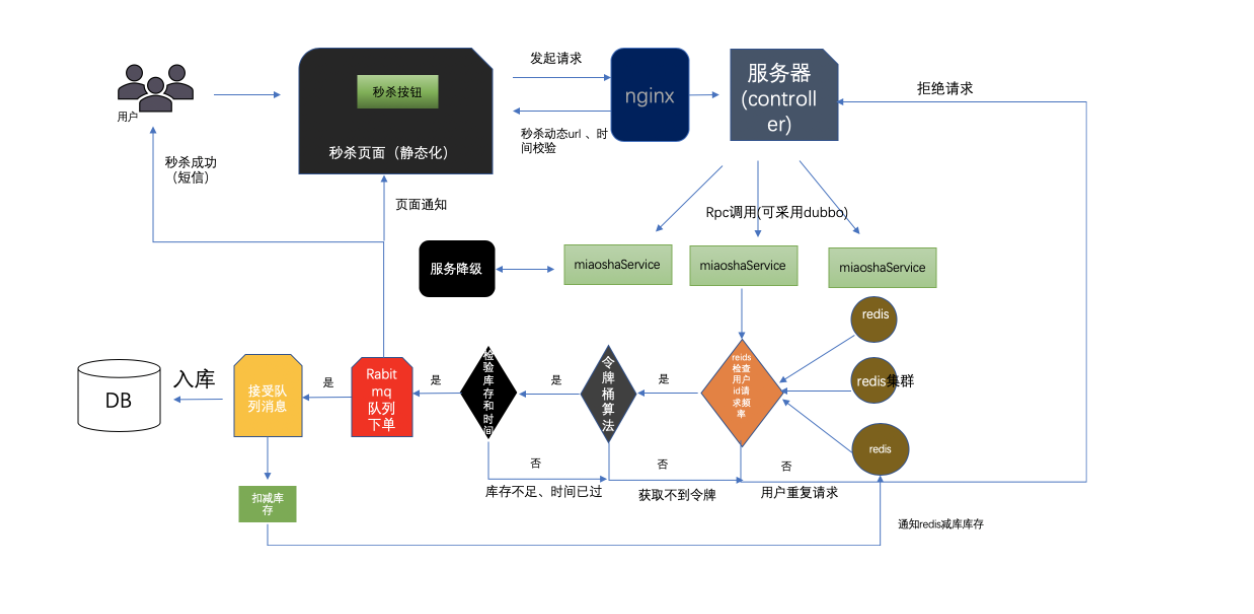 用户
秒杀按钮
秒杀页面（静态化）
发起请求
秒杀动态url 、时
间校验
nginx
服务器
(controll
er)
拒绝请求
秒杀成功
（短信）
页面通知
Rpc调用(可采用dubbo)
服务降级
miaoshaService
miaoshaService
miaoshaService
redis
redis集群
redis
reids
检查
用户
id请
求频
率
是
令
牌
桶
算
法
是
检
验
库
存
和
时
间
是
Rabit
mq
队列
下单
是
接受队
列消息
入库
DB
否
库存不足、时间已过
否
获取不到令牌
否
用户重复请求
扣减库
存
通知redis减库库存